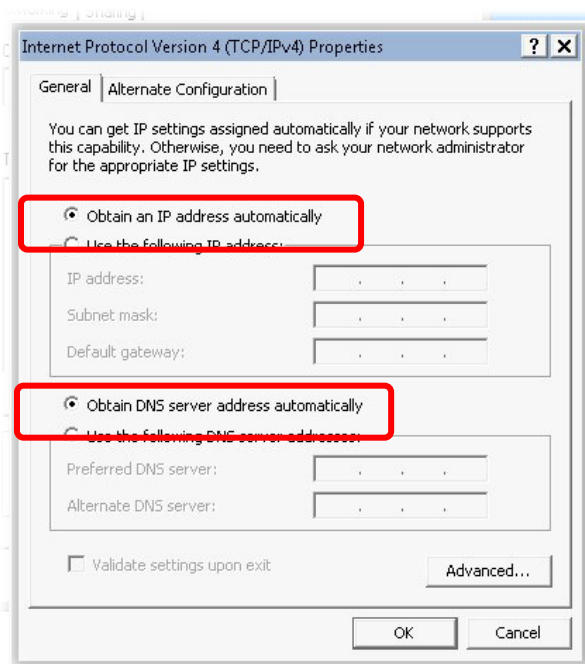 Sharing
Internet Protocol Version 4 (TCP/IPv4) Properties
General
Alternate Configuration
You can get IP settings assigned automatically if your network supports
this capability. Otherwise, you need to ask your network administrator
for the appropriate IP settings.
Obtain an IP address automatically
Use the following IP address:
IP address:
Subnet mask:
Default gateway:
Obtain DNS server address automatically
Use the following DNS server addresses:
Preferred DNS server:
Alternate DNS server:
Validate settings upon exit
Advanced...
OK
Cancel